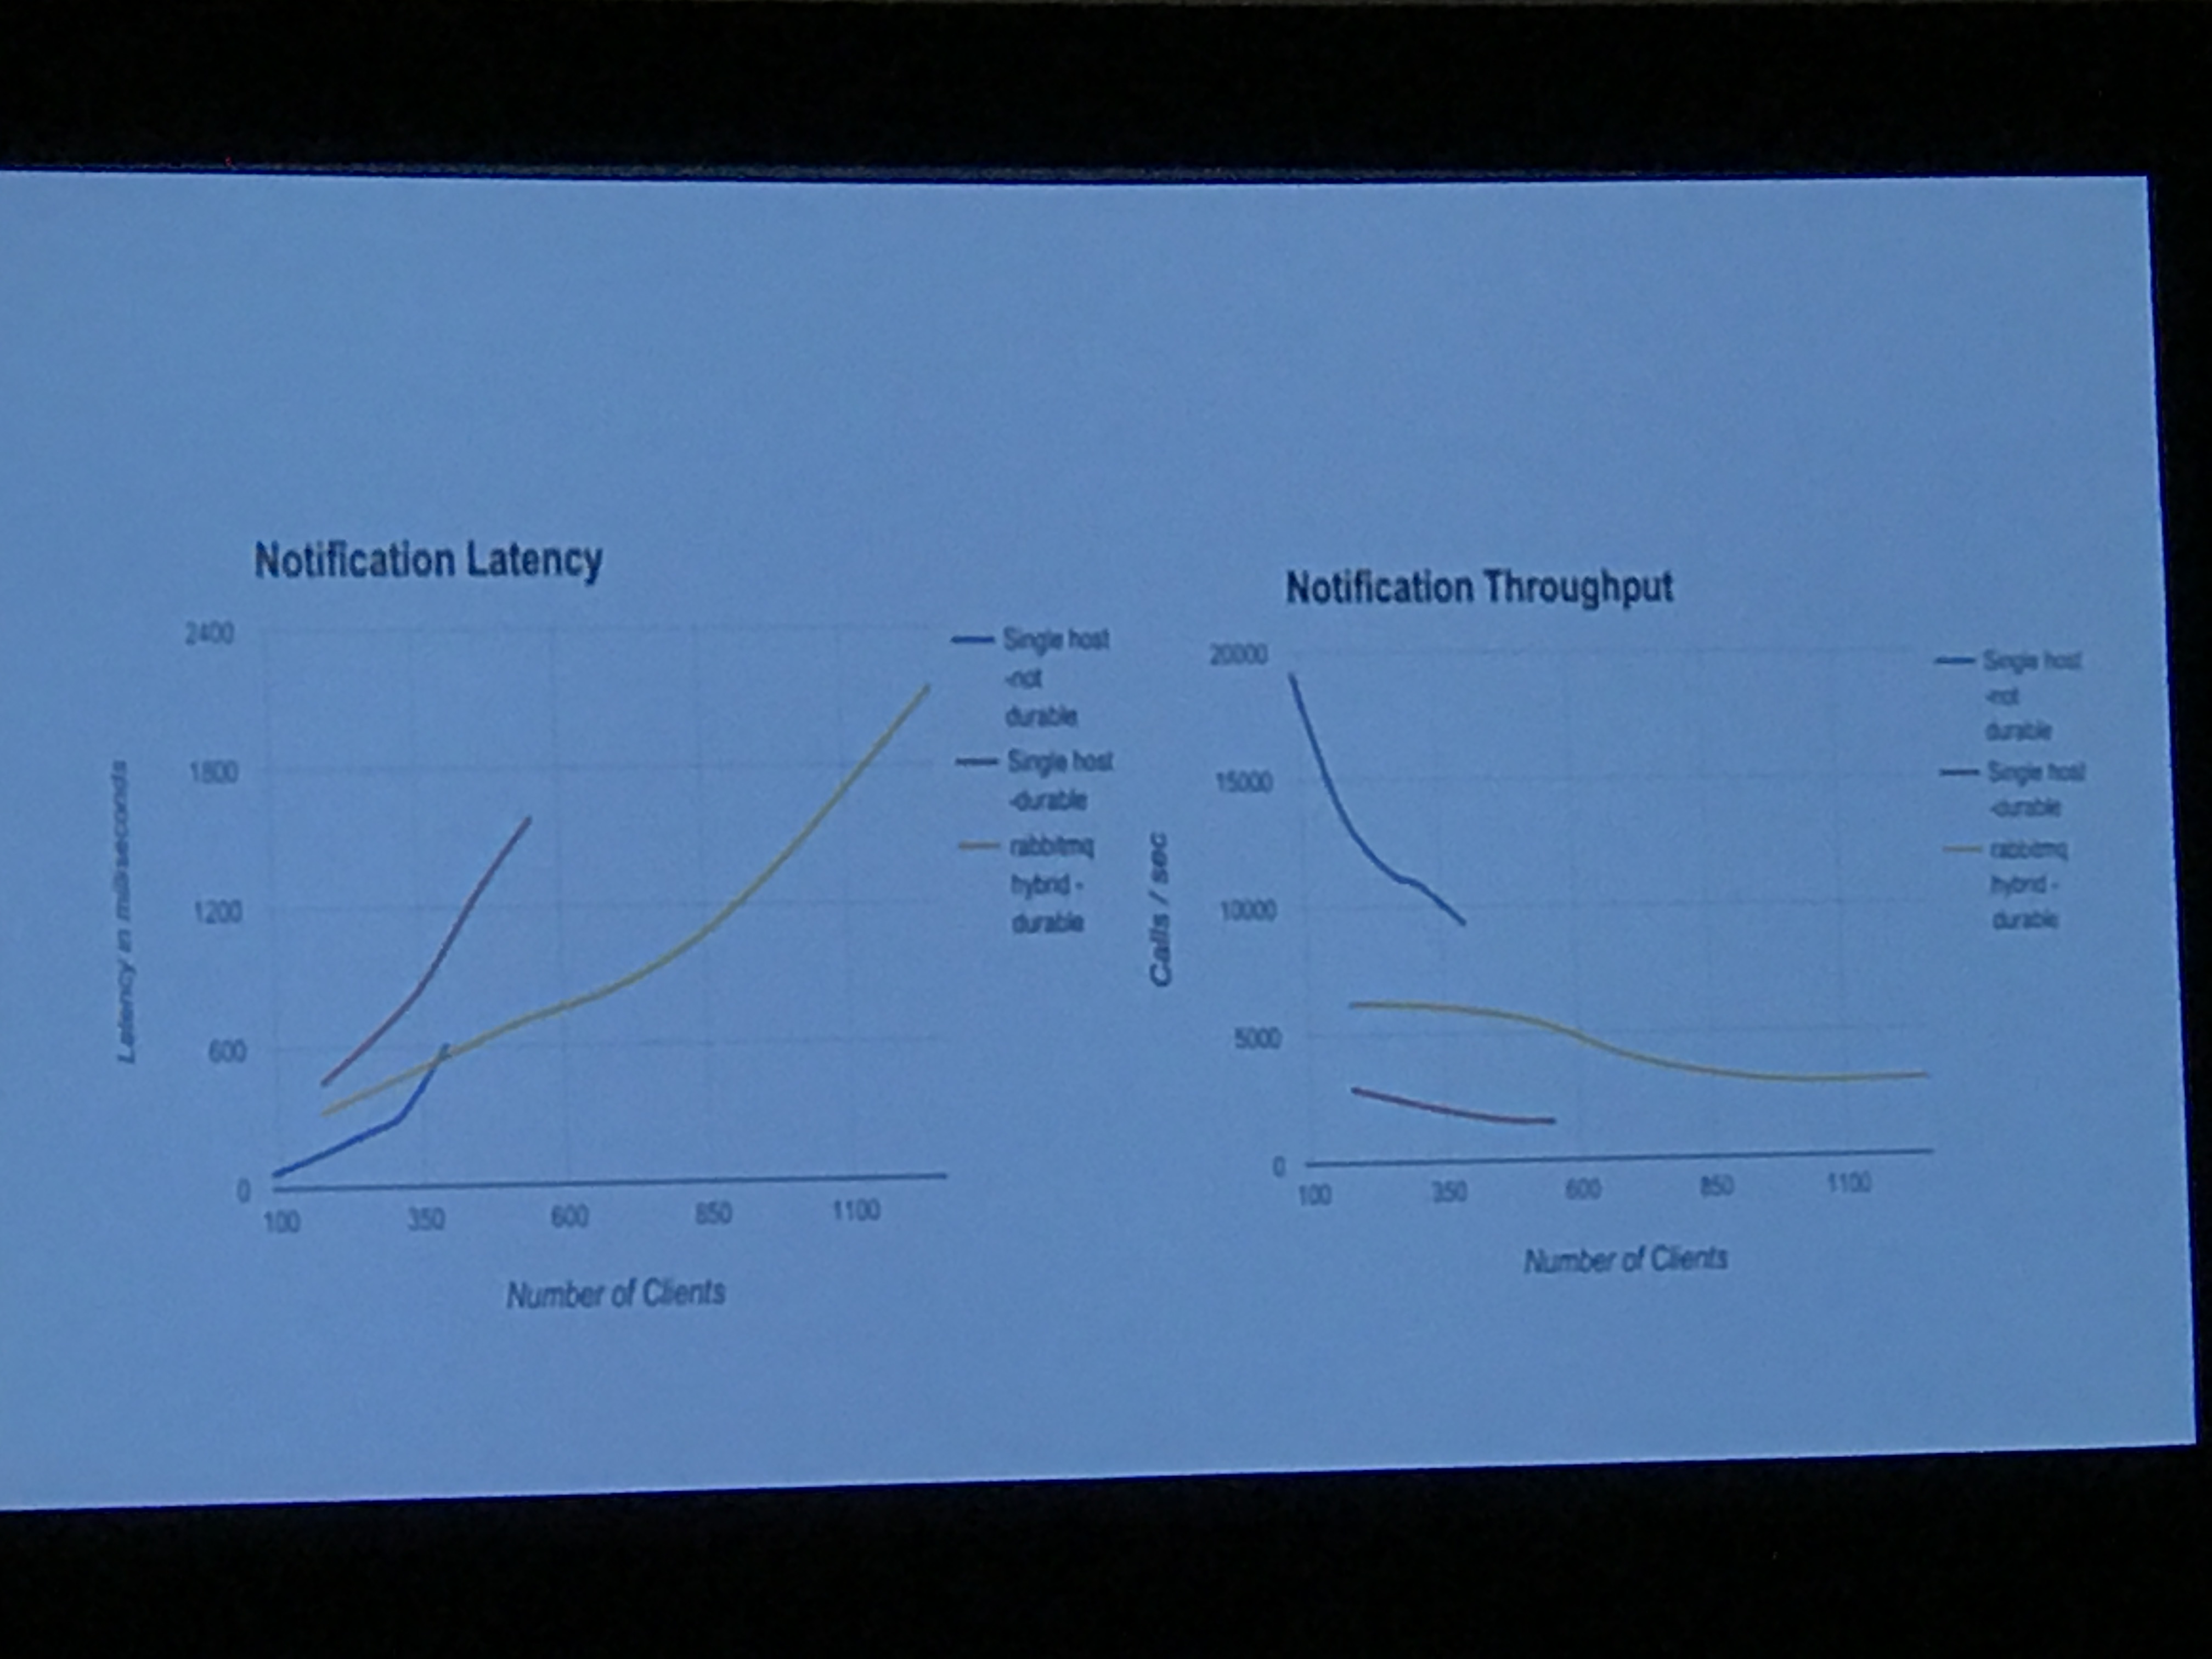 Notification Latency
2400
1800
1200
600
0
100 350 600 850 1100
Latency in milliseconds
Number of Clients
Single host
-not
durable
Single host
-durable
rabbitmq
hybrid -
durable
Notification Throughput
20000
15000
10000
5000
0
100 350 600 850 1100
Calls / sec
Number of Clients
Single host
-not
durable
Single host
-durable
rabbitmq
hybrid -
durable